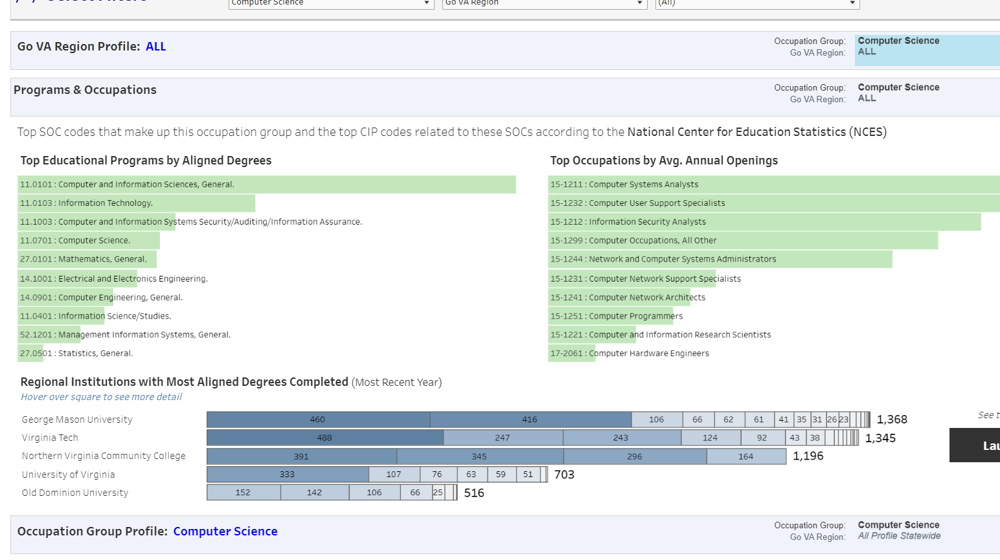 Select Filters
Computer Science
Go VA Region
(All)
Go VA Region Profile: ALL
Occupation Group: Computer Science
Go VA Region: ALL
Programs & Occupations
Occupation Group: Computer Science
Go VA Region: ALL
Top SOC codes that make up this occupation group and the top CIP codes related to these SOCs according to the National Center for Education Statistics (NCES)
Top Educational Programs by Aligned Degrees
11.0101 : Computer and Information Sciences, General.
11.0103 : Information Technology.
11.1003 : Computer and Information Systems Security/Auditing/Information Assurance.
11.0701 : Computer Science.
27.0101 : Mathematics, General.
14.1001 : Electrical and Electronics Engineering.
14.0901 : Computer Engineering, General.
11.0401 : Information Science/Studies.
52.1201 : Management Information Systems, General.
27.0501 : Statistics, General.
Top Occupations by Avg. Annual Openings
15-1211 : Computer Systems Analysts
15-1232 : Computer User Support Specialists
15-1212 : Information Security Analysts
15-1299 : Computer Occupations, All Other
15-1244 : Network and Computer Systems Administrators
15-1231 : Computer Network Support Specialists
15-1241 : Computer Network Architects
15-1251 : Computer Programmers
15-1221 : Computer and Information Research Scientists
17-2061 : Computer Hardware Engineers
Regional Institutions with Most Aligned Degrees Completed (Most Recent Year)
Hover over square to see more detail
George Mason University 460 416 106 66 62 61 41 35 31 26 23 1,368
Virginia Tech 488 247 243 124 92 43 38 1,345
Northern Virginia Community College 391 345 296 164 1,196
University of Virginia 333 107 76 63 59 51 703
Old Dominion University 152 142 106 66 25 516
See t
Lau
Occupation Group Profile: Computer Science
Occupation Group: Computer Science
Go VA Region: All Profile Statewide